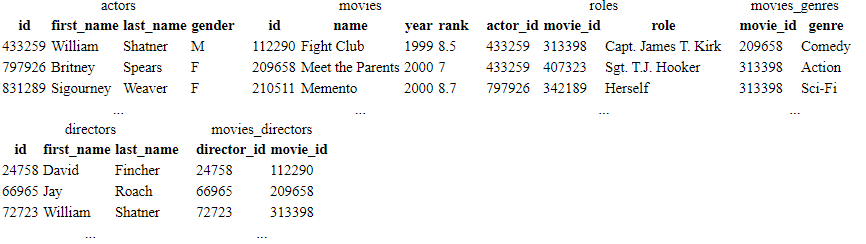 actors movies roles movies_genres
id first_name last_name gender id name year rank actor_id movie_id role movie_id genre
433259 William Shatner M 112290 Fight Club 1999 8.5 433259 313398 Capt. James T. Kirk 209658 Comedy
797926 Britney Spears F 209658 Meet the Parents 2000 7 433259 407323 Sgt. T.J. Hooker 313398 Action
831289 Sigourney Weaver F 210511 Memento 2000 8.7 797926 342189 Herself 313398 Sci-Fi
... ... ... ...
directors movies_directors
id first_name last_name director_id movie_id
24758 David Fincher 24758 112290
66965 Jay Roach 66965 209658
72723 William Shatner 72723 313398
... ...